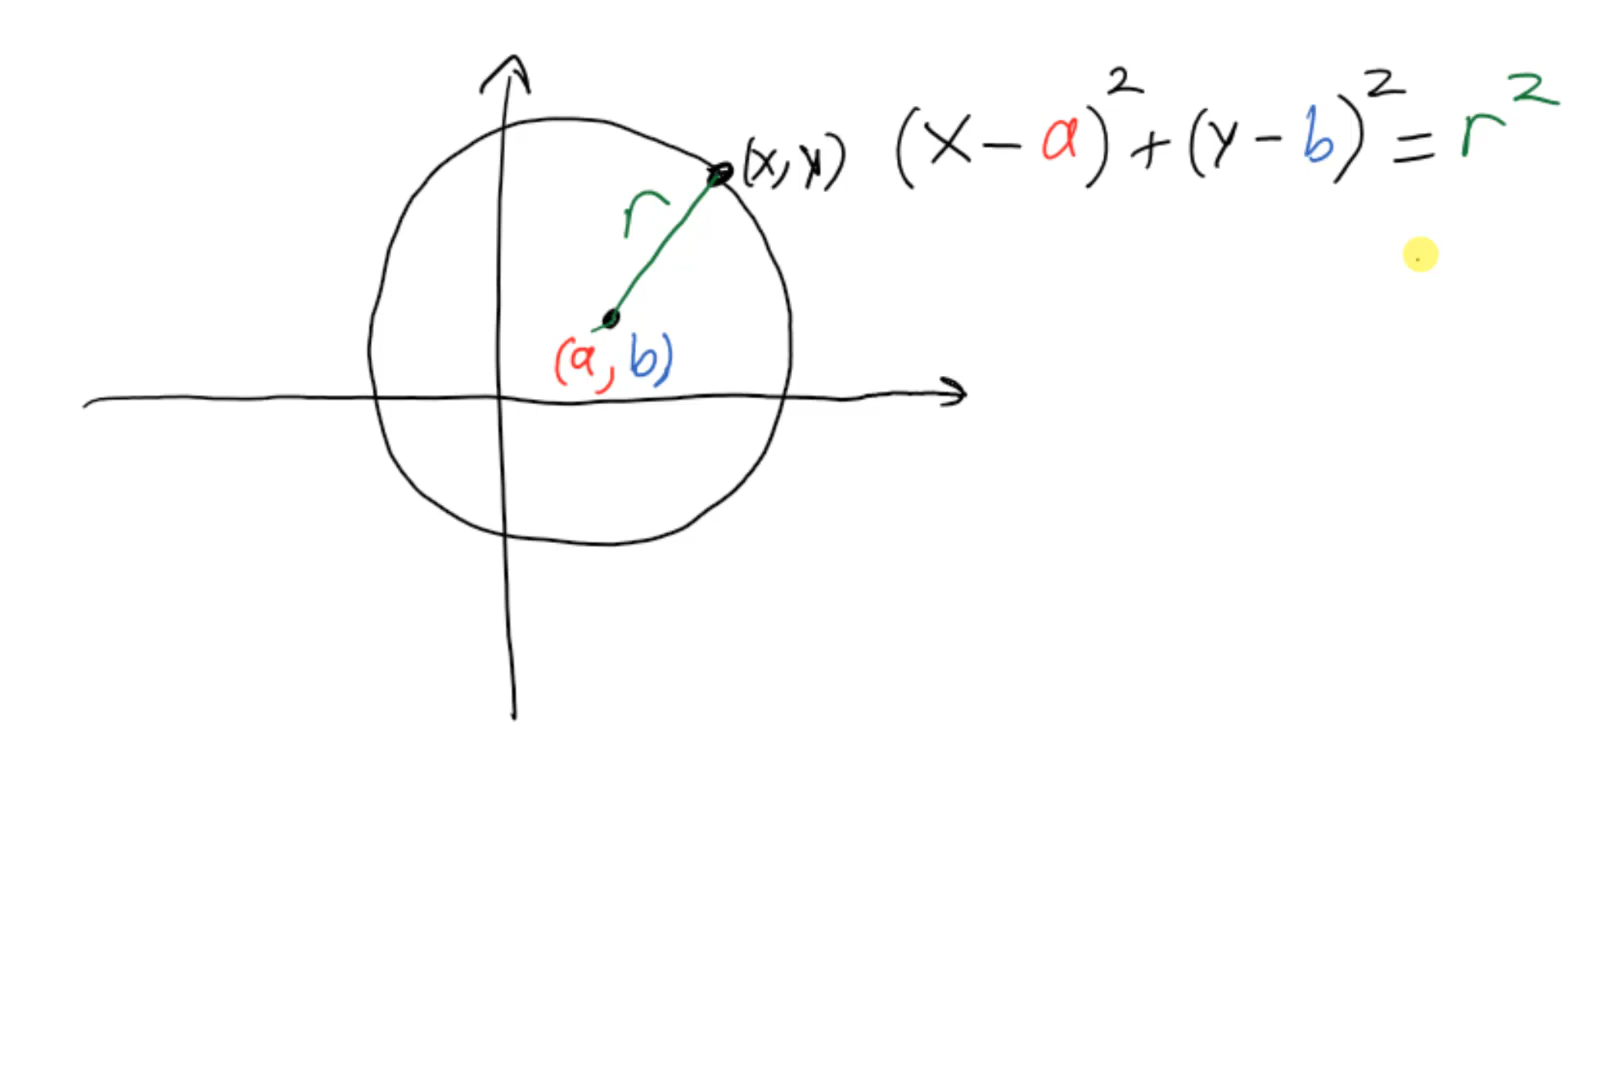 (x, y) (x - a)² + (y - b)² = r²
r
(a, b)